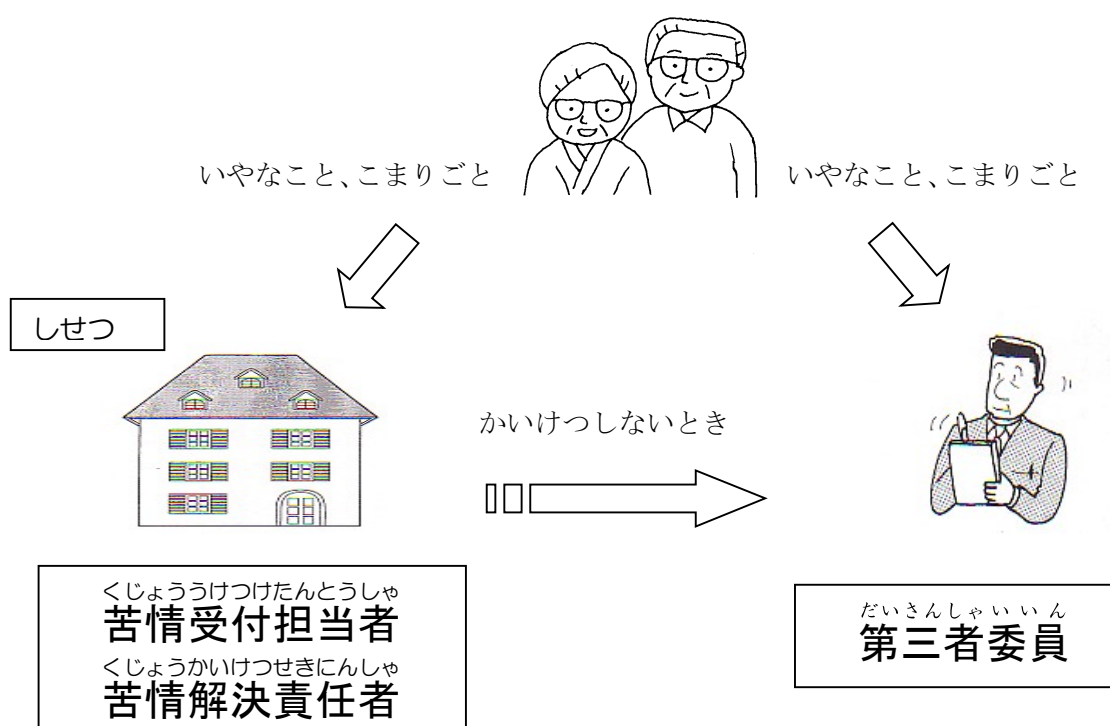 いやなこと、こまりごと
いやなこと、こまりごと
しせつ
かいけつしないとき
くじょううけつけたんとうしゃ
苦情受付担当者
くじょうかいけつせきにんしゃ
苦情解決責任者
だいさんしゃいいん
第三者委員